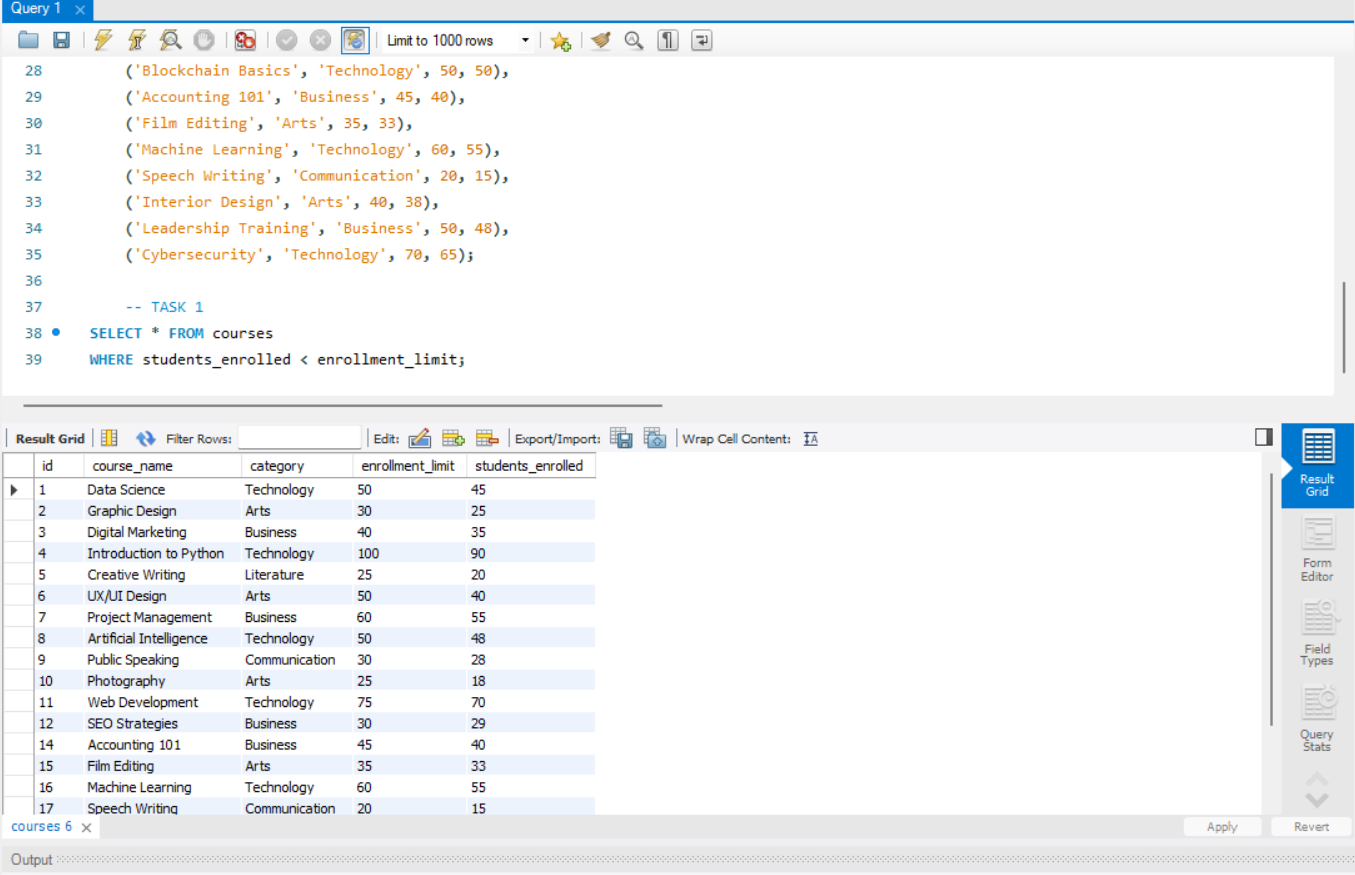 Query 1
Limit to 1000 rows
28 ('Blockchain Basics', 'Technology', 50, 50),
29 ('Accounting 101', 'Business', 45, 40),
30 ('Film Editing', 'Arts', 35, 33),
31 ('Machine Learning', 'Technology', 60, 55),
32 ('Speech Writing', 'Communication', 20, 15),
33 ('Interior Design', 'Arts', 40, 38),
34 ('Leadership Training', 'Business', 50, 48),
35 ('Cybersecurity', 'Technology', 70, 65);
36
37 -- TASK 1
38 SELECT * FROM courses
39 WHERE students_enrolled < enrollment_limit;
Result Grid Filter Rows: Edit: Export/Import: Wrap Cell Content: IA
id course_name category enrollment_limit students_enrolled
1 Data Science Technology 50 45
2 Graphic Design Arts 30 25
3 Digital Marketing Business 40 35
4 Introduction to Python Technology 100 90
5 Creative Writing Literature 25 20
6 UX/UI Design Arts 50 40
7 Project Management Business 60 55
8 Artificial Intelligence Technology 50 48
9 Public Speaking Communication 30 28
10 Photography Arts 25 18
11 Web Development Technology 75 70
12 SEO Strategies Business 30 29
14 Accounting 101 Business 45 40
15 Film Editing Arts 35 33
16 Machine Learning Technology 60 55
17 Speech Writing Communication 20 15
Result
Grid
Form
Editor
Field
Types
Query
Stats
courses 6
Apply Revert
Output